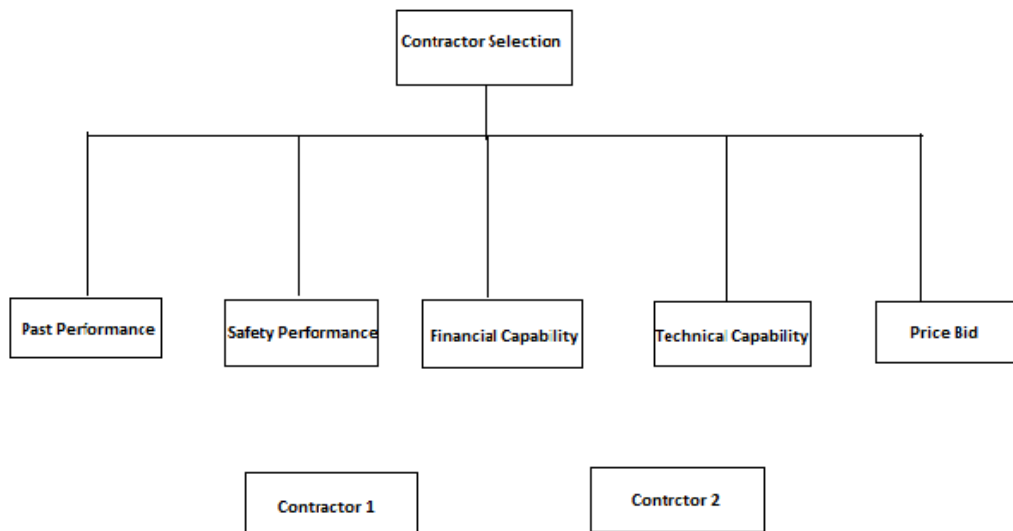 Contractor Selection
Past Performance
Safety Performance
Financial Capability
Technical Capability
Price Bid
Contractor 1
Contrctor 2